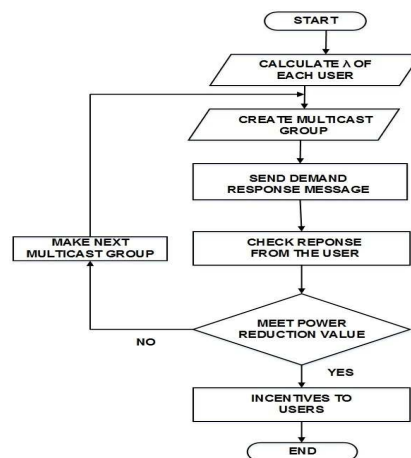 START
CALCULATE Λ OF
EACH USER
CREATE MULTICAST
GROUP
SEND DEMAND
RESPONSE MESSAGE
CHECK REPONSE
FROM THE USER
MAKE NEXT
MULTICAST GROUP
MEET POWER
REDUCTION VALUE
NO
YES
INCENTIVES TO
USERS
END